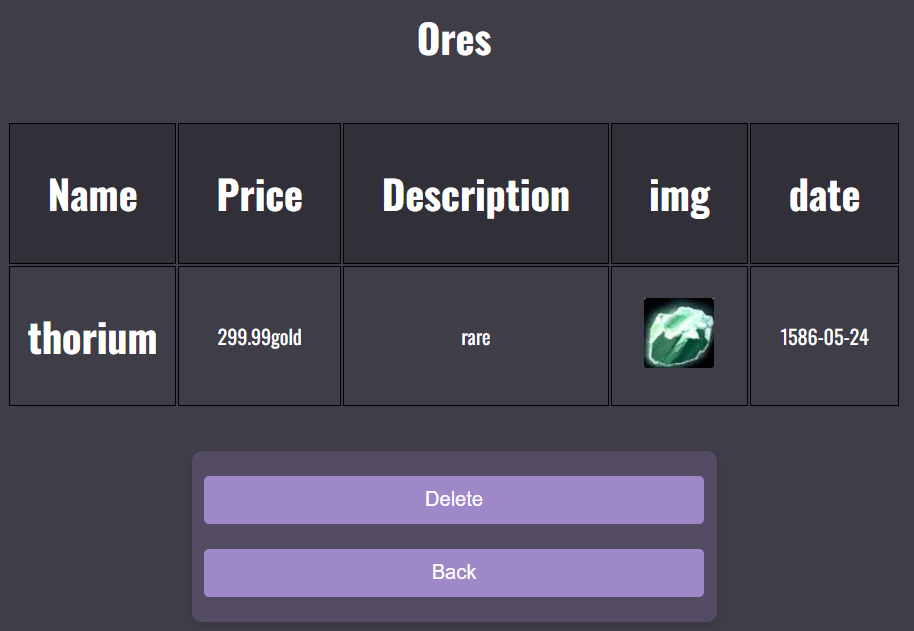 Ores
Name Price Description img date
thorium 299.99gold rare 1586-05-24
Delete
Back